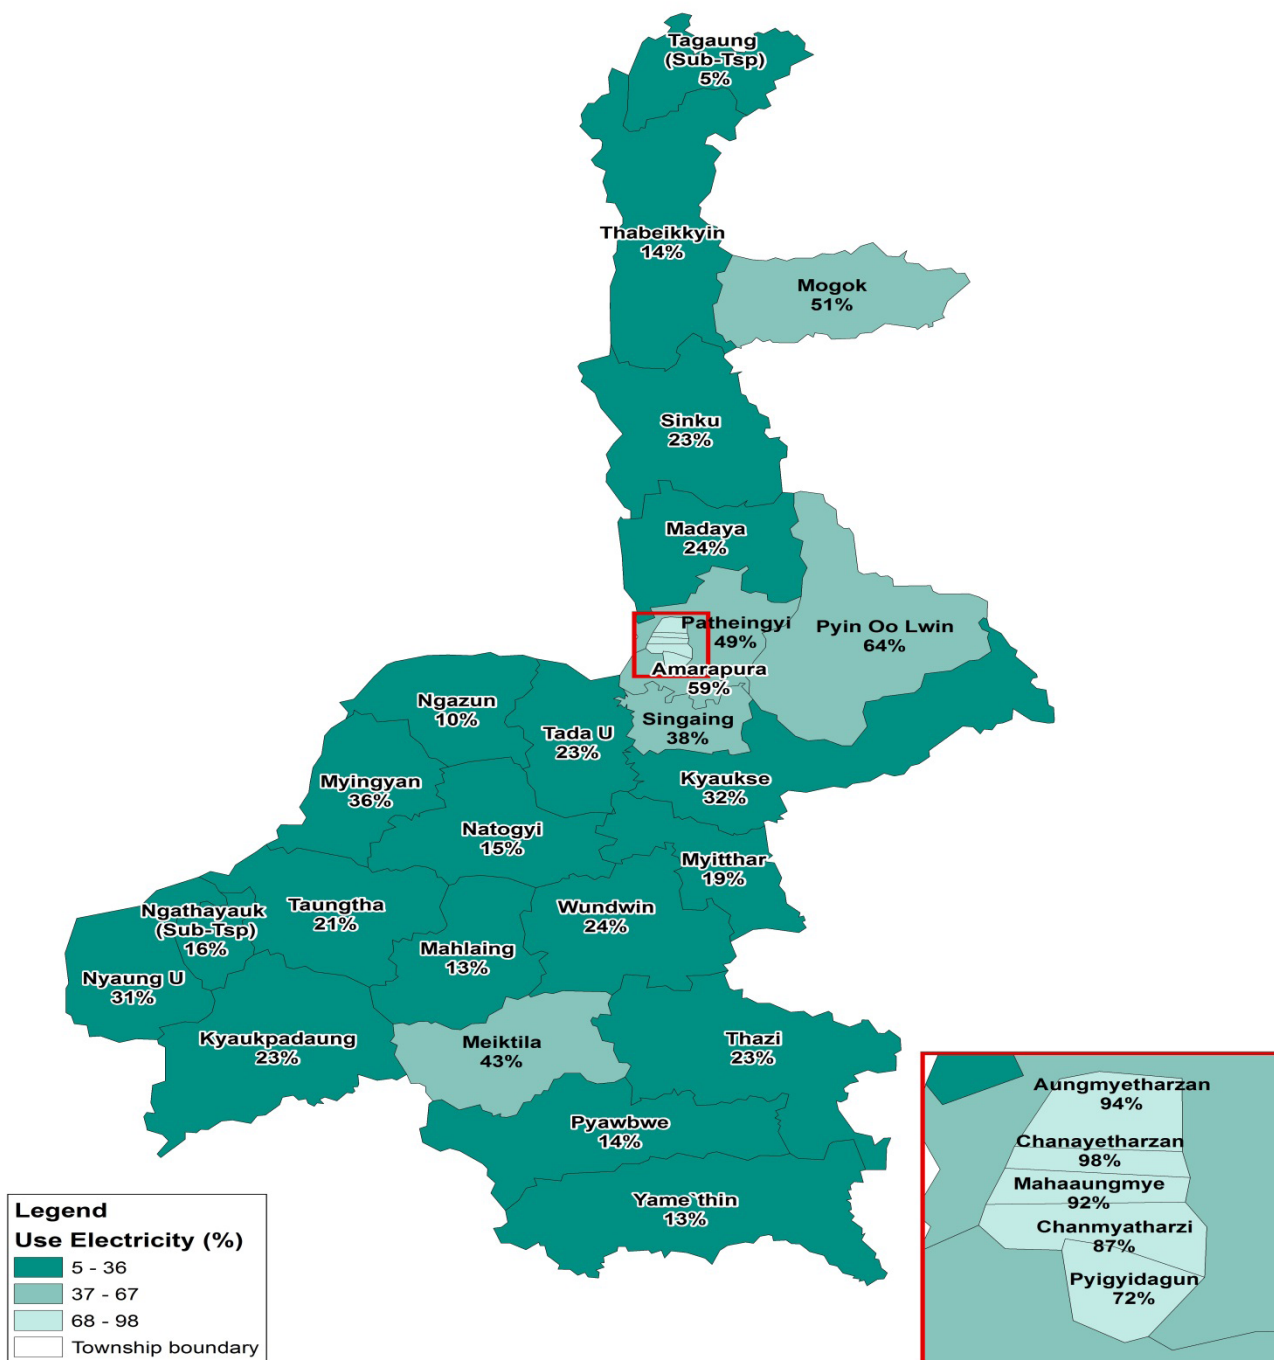 Tagaung
(Sub-Tsp)
5%
Thabeikkyin
14%
Mogok
51%
Sinku
23%
Madaya
24%
Patheingyi
49%
Pyin Oo Lwin
64%
Amarapura
59%
Singaing
38%
Ngazun
10%
Tada U
23%
Myingyan
36%
Kyaukse
32%
Natogyi
15%
Myitthar
19%
Ngathayauk
(Sub-Tsp)
16%
Taungtha
21%
Wundwin
24%
Mahlaing
13%
Nyaung U
31%
Kyaukpadaung
23%
Meiktila
43%
Thazi
23%
Pyawbwe
14%
Yame`thin
13%
Aungmyetharzan
94%
Chanayetharzan
98%
Mahaaungmye
92%
Chanmyatharzi
87%
Pyigyidagun
72%
Legend
Use Electricity (%)
5 - 36
37 - 67
68 - 98
Township boundary